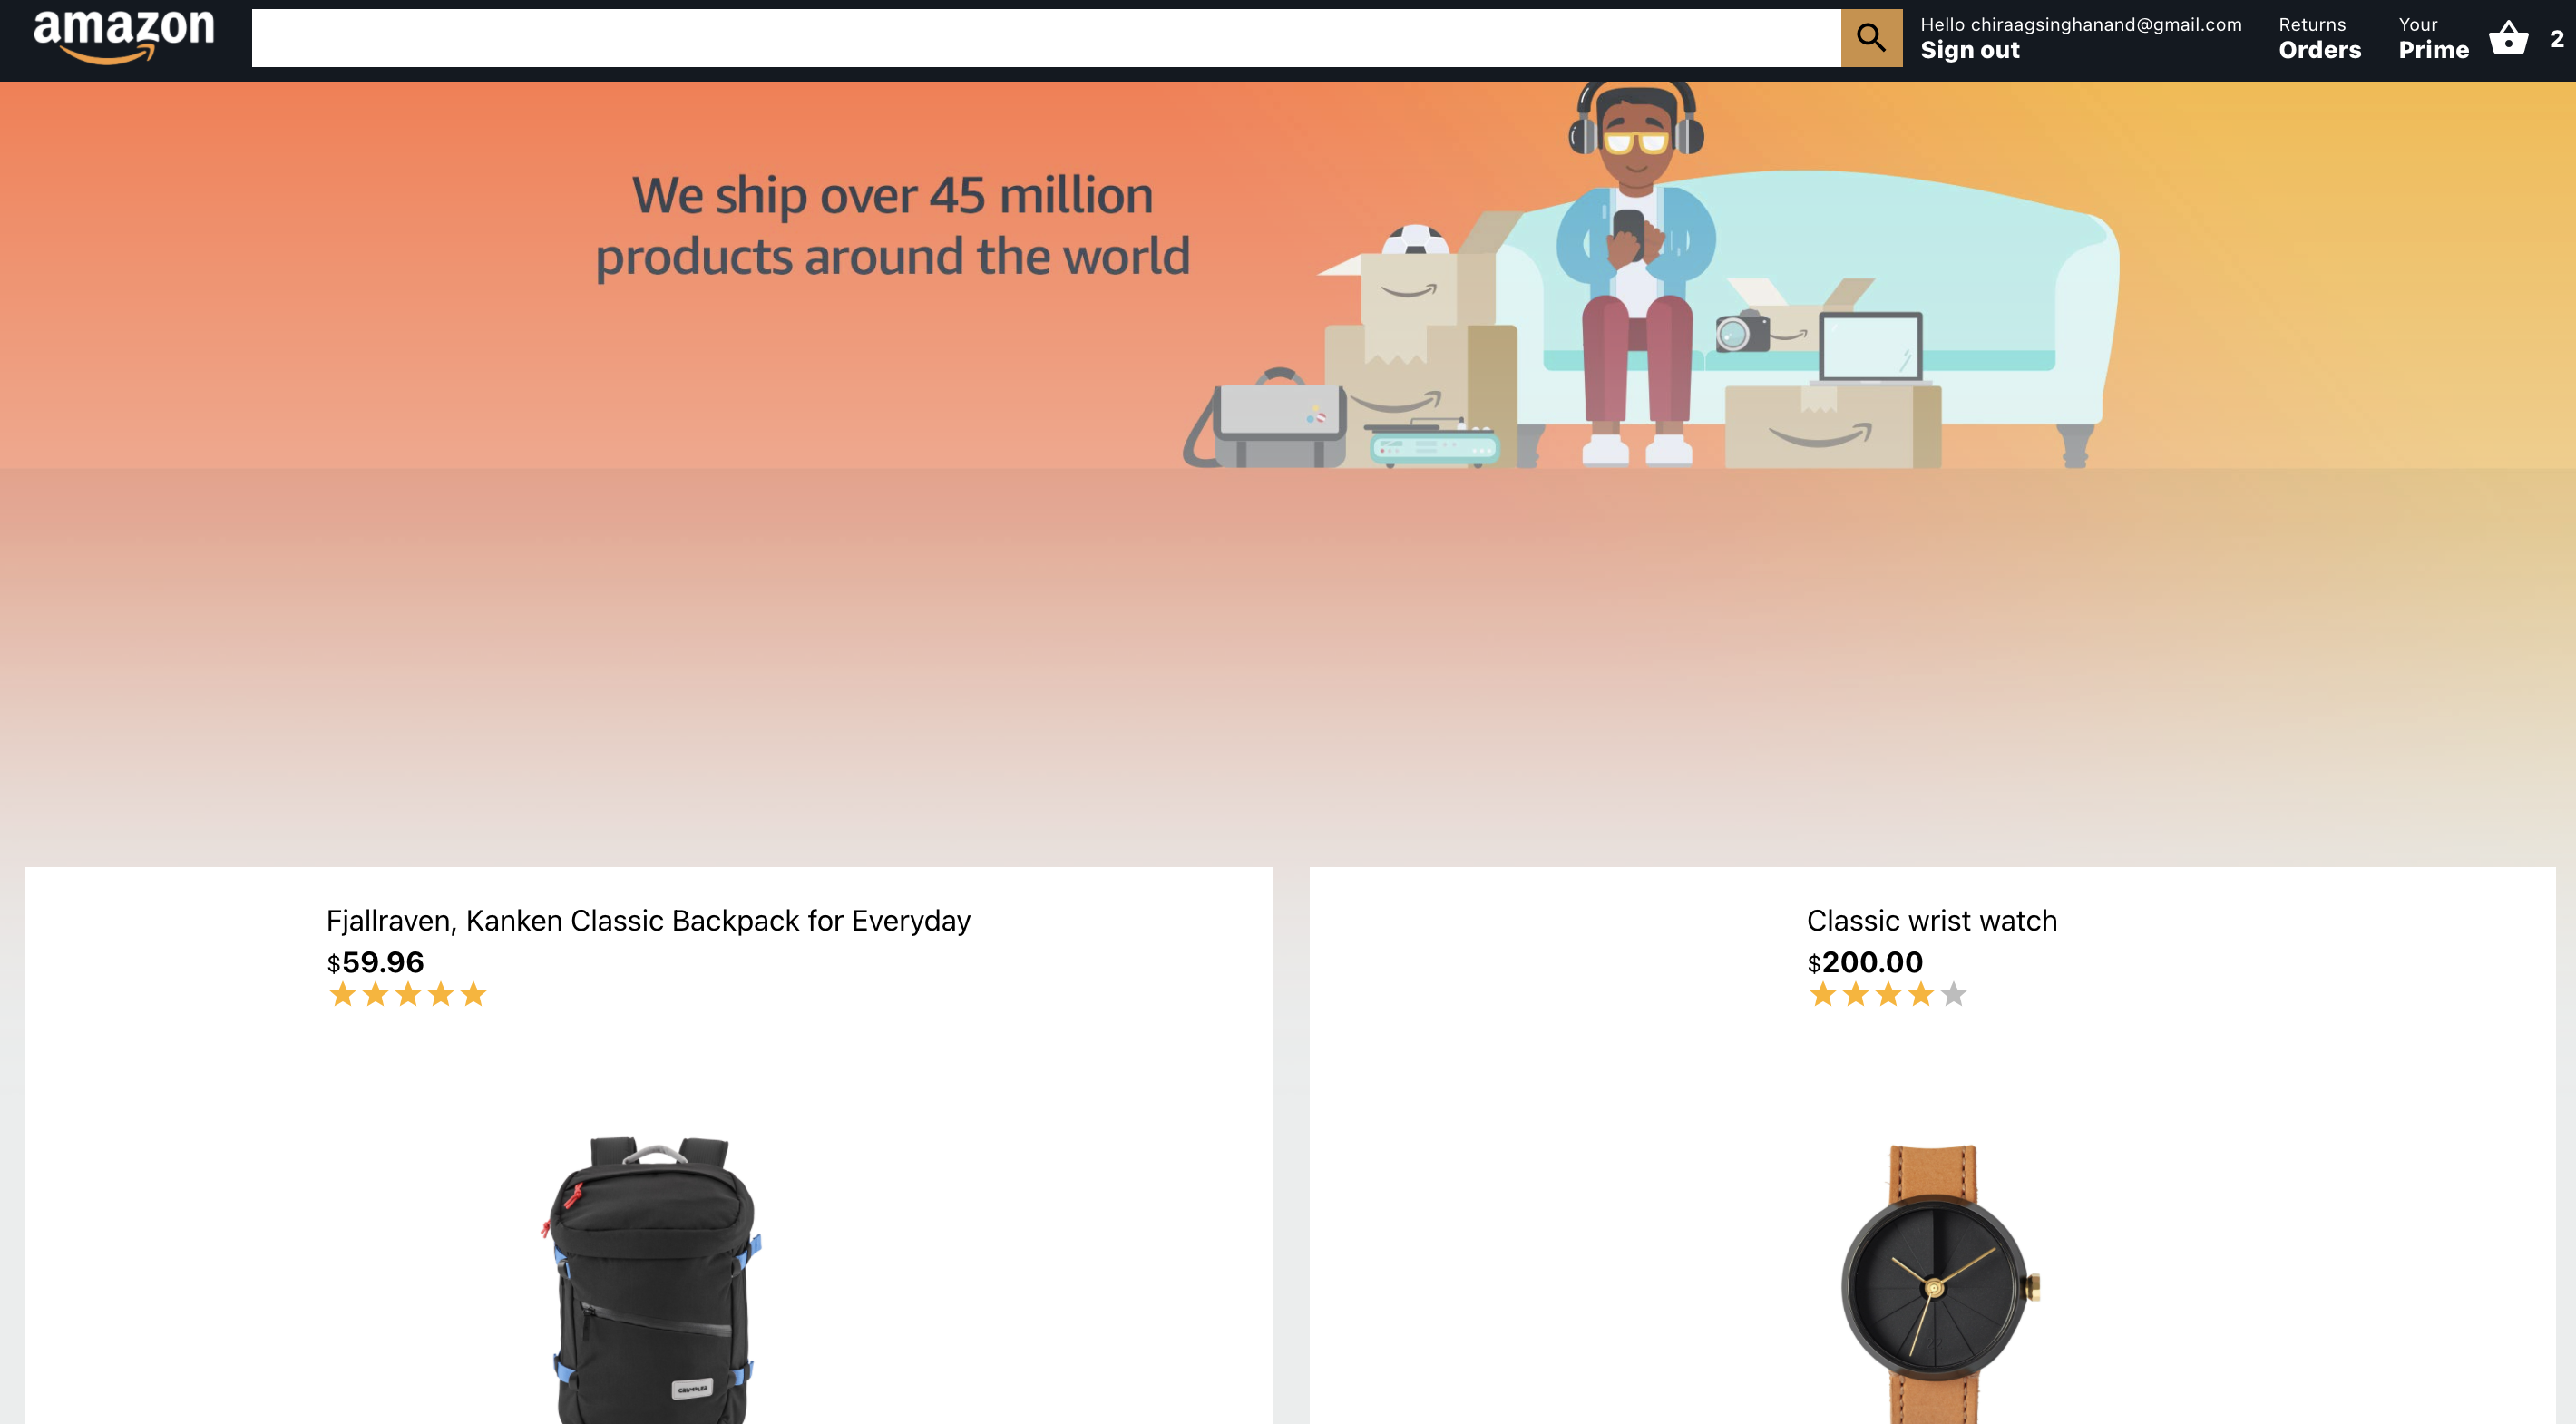 amazon
Hello chiraagsinghanand@gmail.com
Sign out
Returns
Orders
Your
Prime
2
We ship over 45 million
products around the world
Fjallraven, Kanken Classic Backpack for Everyday
$59.96
Classic wrist watch
$200.00
CRUMPLER